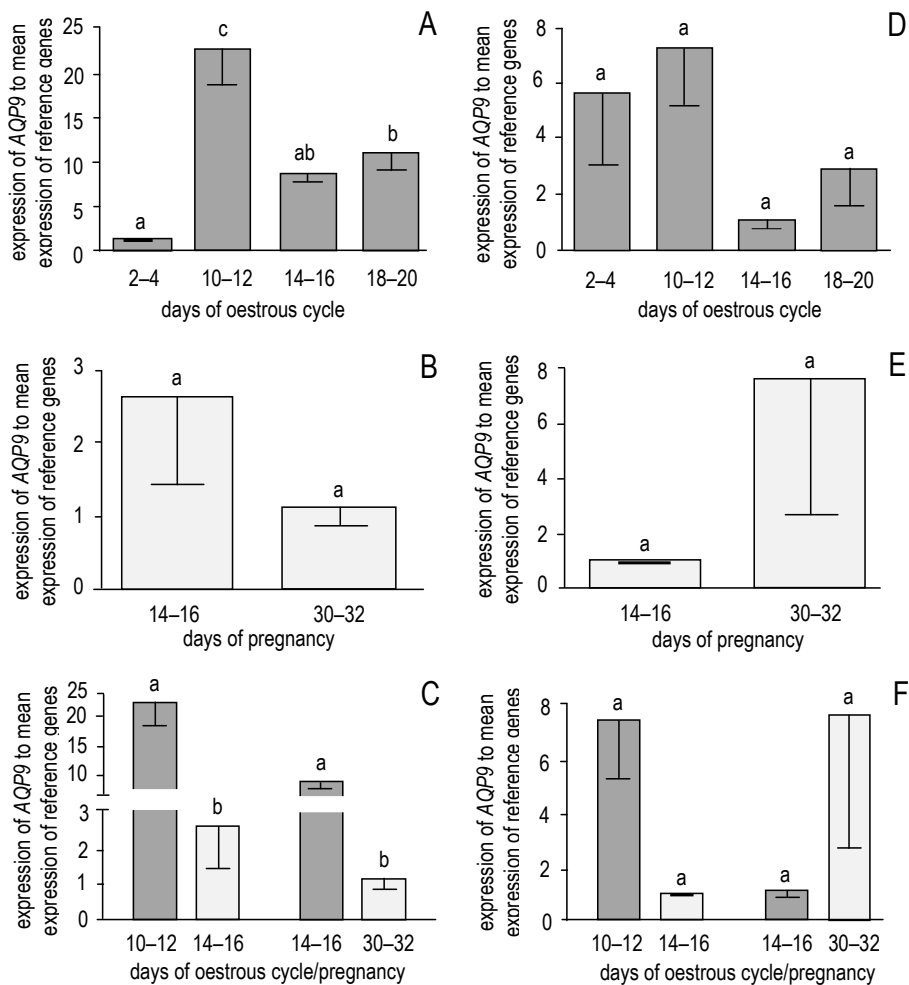 A
expression of AQP9 to mean
expression of reference genes
25
20
15
10
5
0
a
c
ab
b
2–4
10–12
14–16
18–20
days of oestrous cycle
D
expression of AQP9 to mean
expression of reference genes
8
6
4
2
0
a
a
a
a
2–4
10–12
14–16
18–20
days of oestrous cycle
B
expression of AQP9 to mean
expression of reference genes
3
2
1
0
a
a
14–16
30–32
days of pregnancy
E
expression of AQP9 to mean
expression of reference genes
8
6
4
2
0
a
a
14–16
30–32
days of pregnancy
C
expression of AQP9 to mean
expression of reference genes
25
20
10
3
2
1
0
a
b
a
b
10–12
14–16
14–16
30–32
days of oestrous cycle/pregnancy
F
expression of AQP9 to mean
expression of reference genes
8
6
4
2
0
a
a
a
a
10–12
14–16
14–16
30–32
days of oestrous cycle/pregnancy